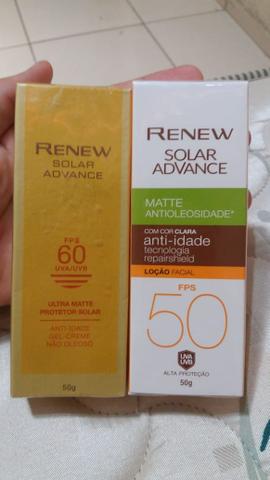 RENEW
SOLAR
ADVANCE
FPS
60
UVA/UVB
ULTRA MATTE
PROTETOR SOLAR
ANTI-IDADE
GEL-CREME
NÃO OLEOSO
50g
RENEW
SOLAR
ADVANCE
MATTE
ANTIOLEOSIDADE*
COM COR CLARA
anti-idade
tecnologia
repairshield
LOÇÃO FACIAL
FPS
50
UVA
UVB
50g
ALTA PROTEÇÃO